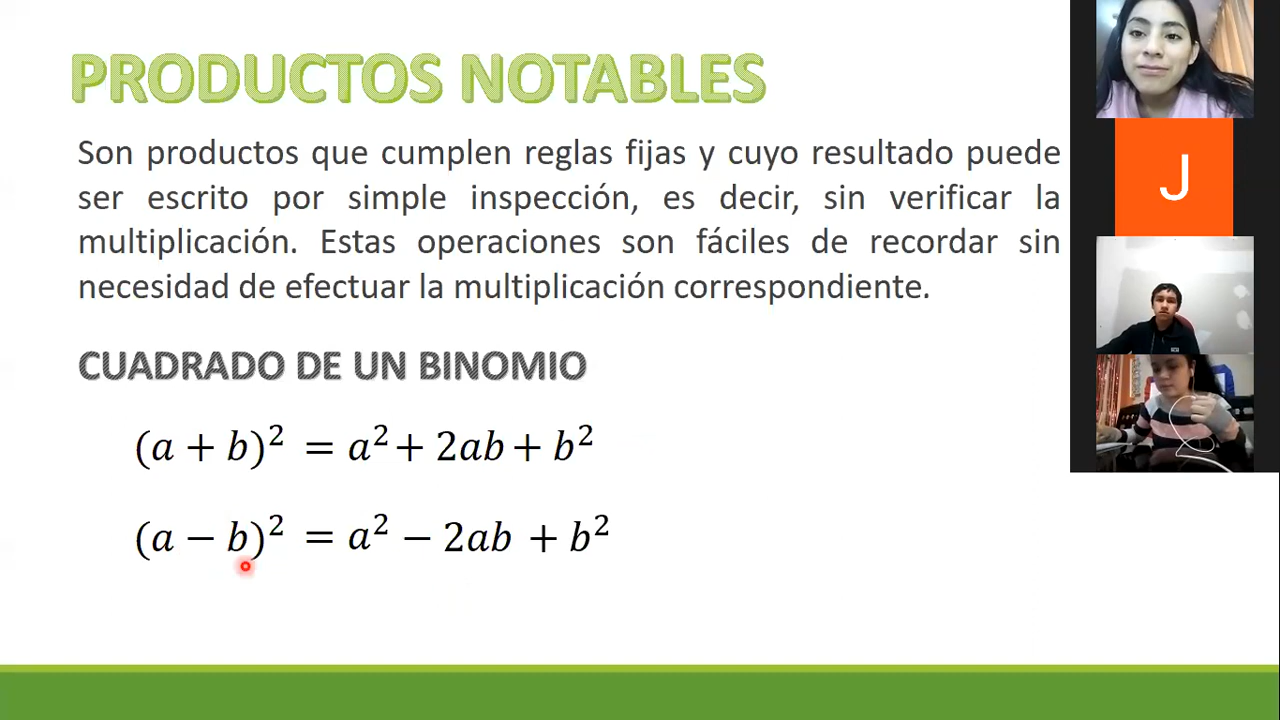 PRODUCTOS NOTABLES
Son productos que cumplen reglas fijas y cuyo resultado puede
ser escrito por simple inspección, es decir, sin verificar la
multiplicación. Estas operaciones son fáciles de recordar sin
necesidad de efectuar la multiplicación correspondiente.
CUADRADO DE UN BINOMIO
(a + b)² = a² + 2ab + b²
(a − b)² = a² − 2ab + b²
J